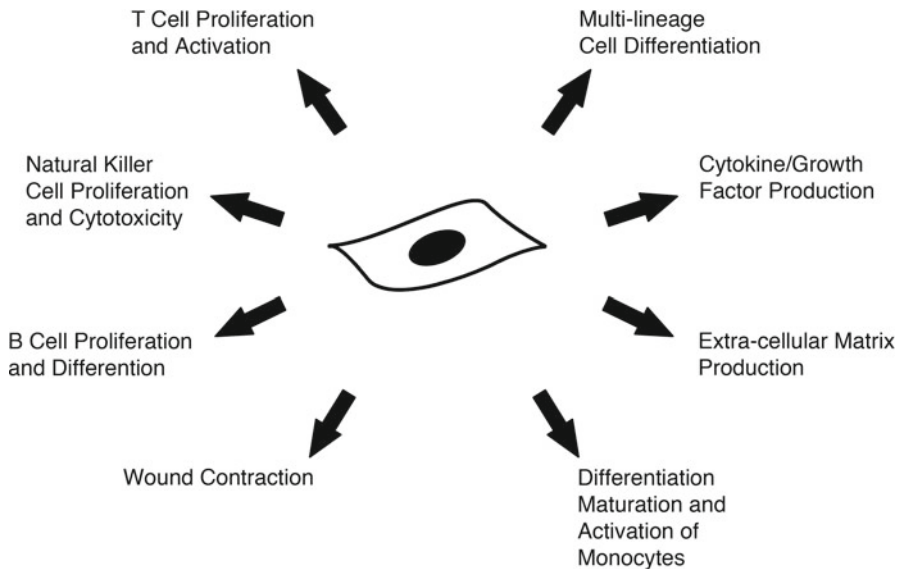 T Cell Proliferation
and Activation
Multi-lineage
Cell Differentiation
Natural Killer
Cell Proliferation
and Cytotoxicity
Cytokine/Growth
Factor Production
B Cell Proliferation
and Differention
Extra-cellular Matrix
Production
Wound Contraction
Differentiation
Maturation and
Activation of
Monocytes